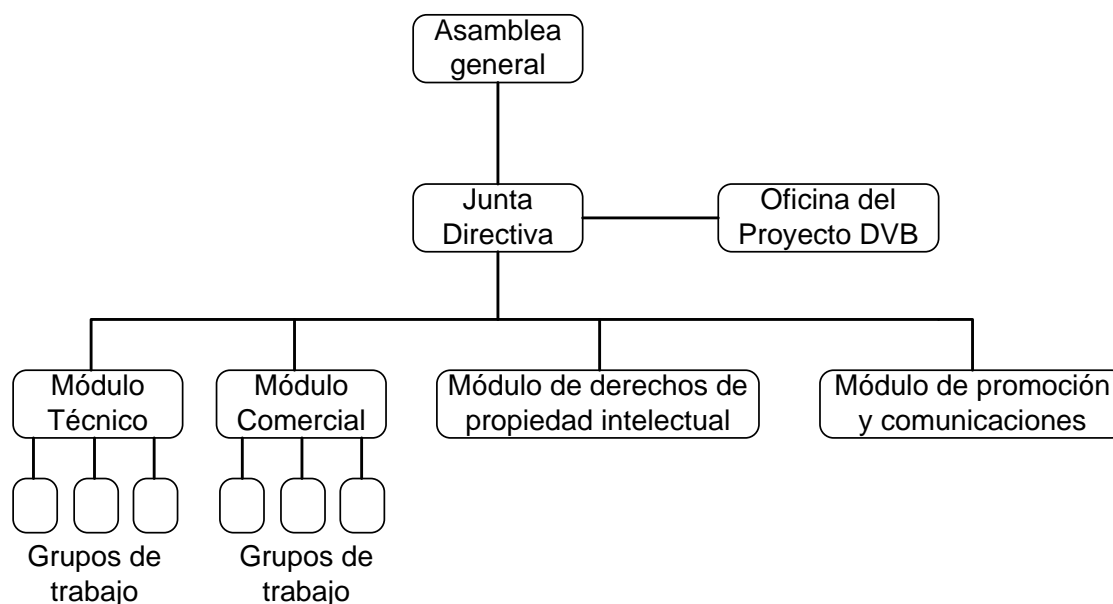 Asamblea
general
Junta
Directiva
Oficina del
Proyecto DVB
Módulo
Técnico
Módulo
Comercial
Módulo de derechos de
propiedad intelectual
Módulo de promoción
y comunicaciones
Grupos de
trabajo
Grupos de
trabajo